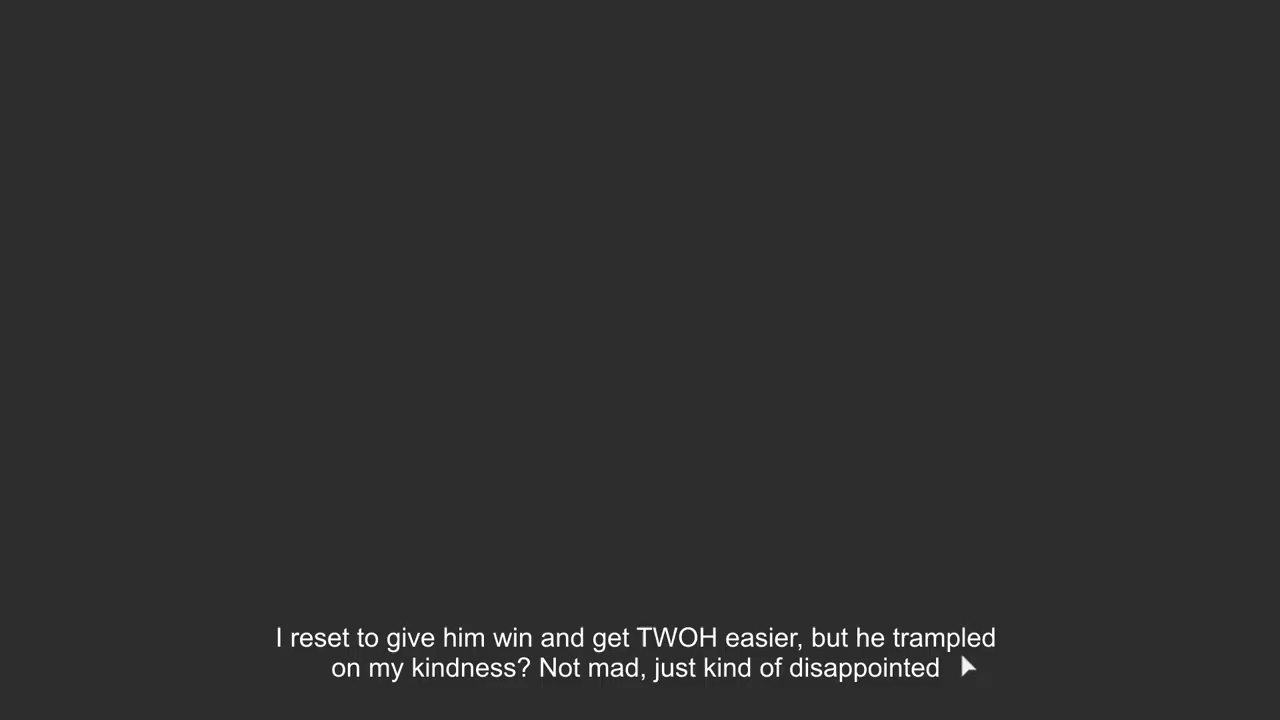 I reset to give him win and get TWOH easier, but he trampled
on my kindness? Not mad, just kind of disappointed